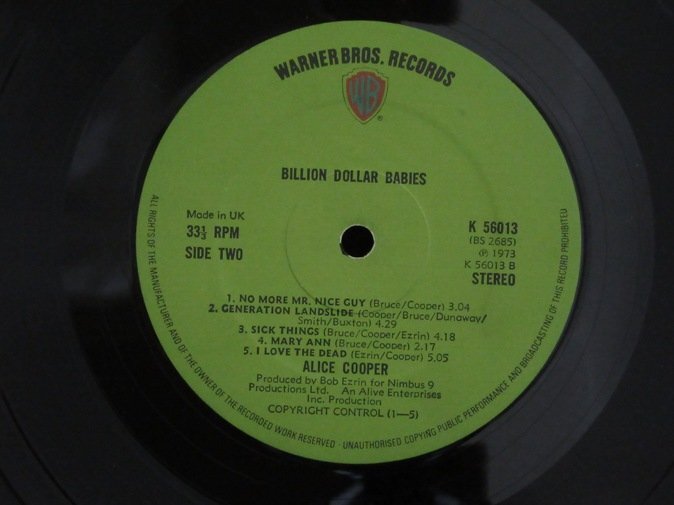 WARNER BROS. RECORDS
WB
®
BILLION DOLLAR BABIES
Made in UK
33⅓ RPM
SIDE TWO
K 56013
(BS 2685)
℗ 1973
K 56013 B
STEREO
1. NO MORE MR. NICE GUY (Bruce/Cooper) 3.04
2. GENERATION LANDSLIDE (Cooper/Bruce/Dunaway/
Smith/Buxton) 4.29
3. SICK THINGS (Bruce/Cooper/Ezrin) 4.18
4. MARY ANN (Bruce/Cooper) 2.17
5. I LOVE THE DEAD (Ezrin/Cooper) 5.05
ALICE COOPER
Produced by Bob Ezrin for Nimbus 9
Productions Ltd. An Alive Enterprises
Inc. Production
COPYRIGHT CONTROL (1—5)
ALL RIGHTS OF THE MANUFACTURER AND OF THE OWNER OF THE RECORDED WORK RESERVED - UNAUTHORISED COPYING PUBLIC PERFORMANCE AND BROADCASTING OF THIS RECORD PROHIBITED